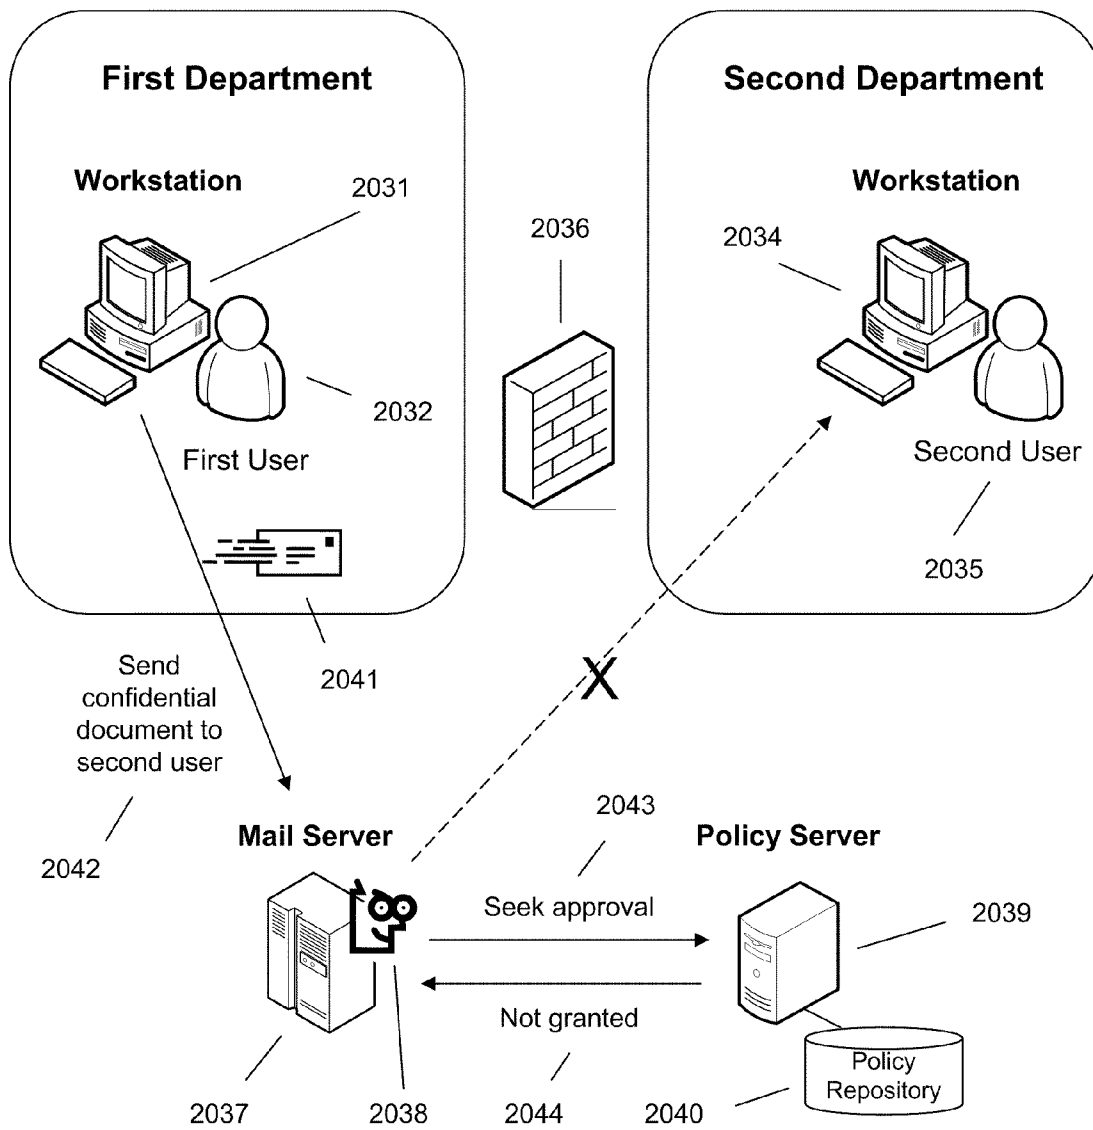 First Department
Second Department
Workstation
Workstation
2031
2036
2034
2032
First User
Second User
2035
2041
Send
confidential
document to
second user
X
2043
Mail Server
Policy Server
2042
Seek approval
2039
Not granted
Policy
Repository
2037
2038
2044
2040